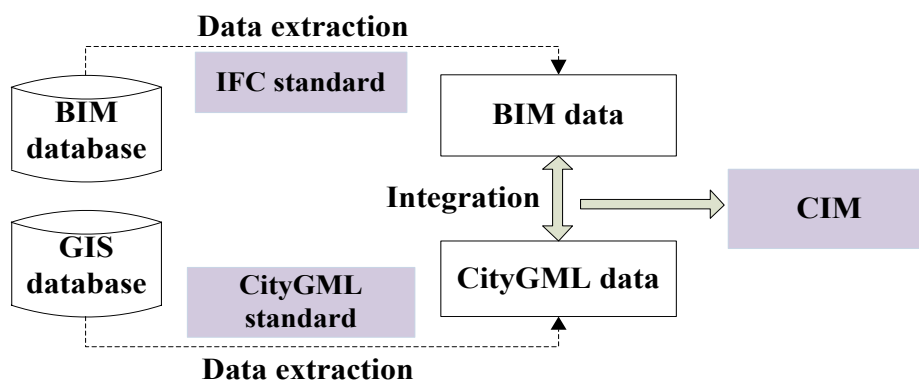 Data extraction
IFC standard
BIM
database
BIM data
Integration
CIM
GIS
database
CityGML
standard
CityGML data
Data extraction